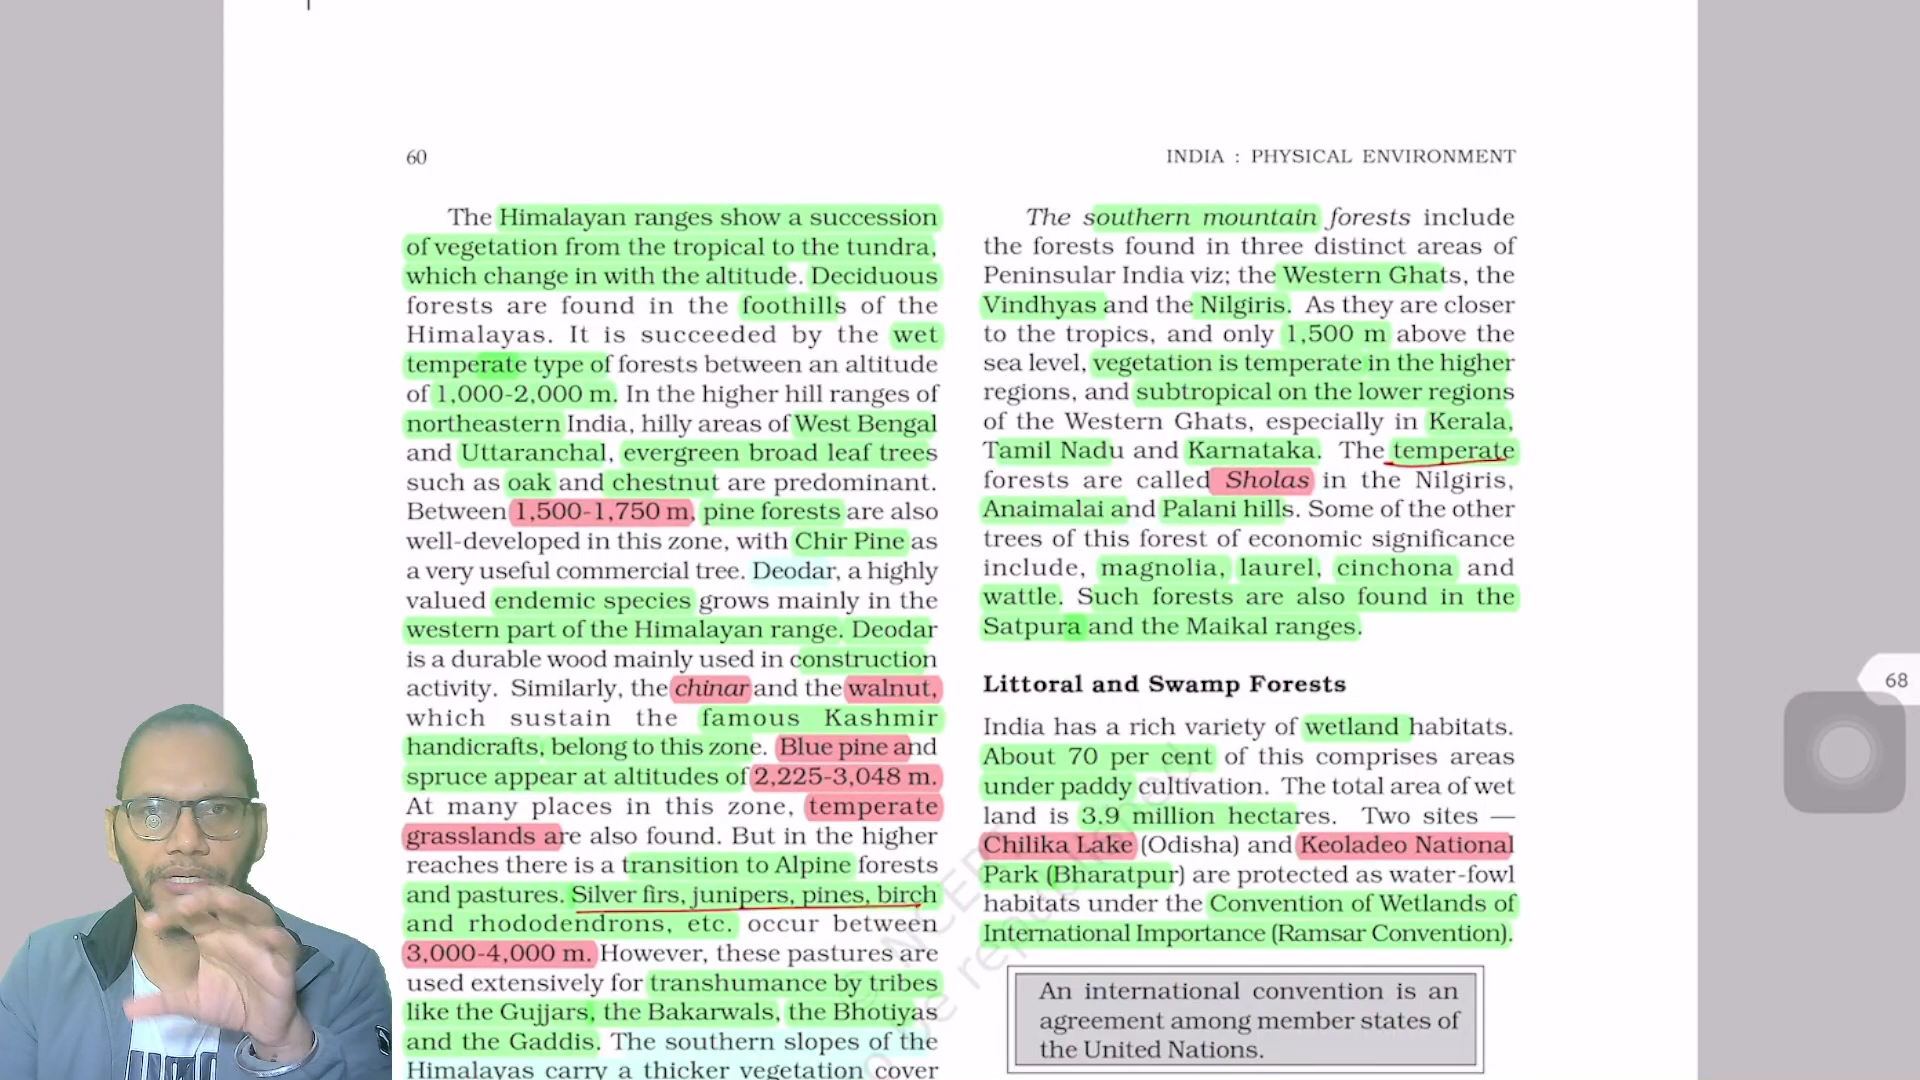 60
INDIA : PHYSICAL ENVIRONMENT
The Himalayan ranges show a succession
of vegetation from the tropical to the tundra,
which change in with the altitude. Deciduous
forests are found in the foothills of the
Himalayas. It is succeeded by the wet
temperate type of forests between an altitude
of 1,000-2,000 m. In the higher hill ranges of
northeastern India, hilly areas of West Bengal
and Uttaranchal, evergreen broad leaf trees
such as oak and chestnut are predominant.
Between 1,500-1,750 m, pine forests are also
well-developed in this zone, with Chir Pine as
a very useful commercial tree. Deodar, a highly
valued endemic species grows mainly in the
western part of the Himalayan range. Deodar
is a durable wood mainly used in construction
activity. Similarly, the chinar and the walnut,
which sustain the famous Kashmir
handicrafts, belong to this zone. Blue pine and
spruce appear at altitudes of 2,225-3,048 m.
At many places in this zone, temperate
grasslands are also found. But in the higher
reaches there is a transition to Alpine forests
and pastures. Silver firs, junipers, pines, birch
and rhododendrons, etc. occur between
3,000-4,000 m. However, these pastures are
used extensively for transhumance by tribes
like the Gujjars, the Bakarwals, the Bhotiyas
and the Gaddis. The southern slopes of the
Himalayas carry a thicker vegetation cover
The southern mountain forests include
the forests found in three distinct areas of
Peninsular India viz; the Western Ghats, the
Vindhyas and the Nilgiris. As they are closer
to the tropics, and only 1,500 m above the
sea level, vegetation is temperate in the higher
regions, and subtropical on the lower regions
of the Western Ghats, especially in Kerala,
Tamil Nadu and Karnataka. The temperate
forests are called Sholas in the Nilgiris,
Anaimalai and Palani hills. Some of the other
trees of this forest of economic significance
include, magnolia, laurel, cinchona and
wattle. Such forests are also found in the
Satpura and the Maikal ranges.
Littoral and Swamp Forests
India has a rich variety of wetland habitats.
About 70 per cent of this comprises areas
under paddy cultivation. The total area of wet
land is 3.9 million hectares. Two sites —
Chilika Lake (Odisha) and Keoladeo National
Park (Bharatpur) are protected as water-fowl
habitats under the Convention of Wetlands of
International Importance (Ramsar Convention).
An international convention is an
agreement among member states of
the United Nations.
68